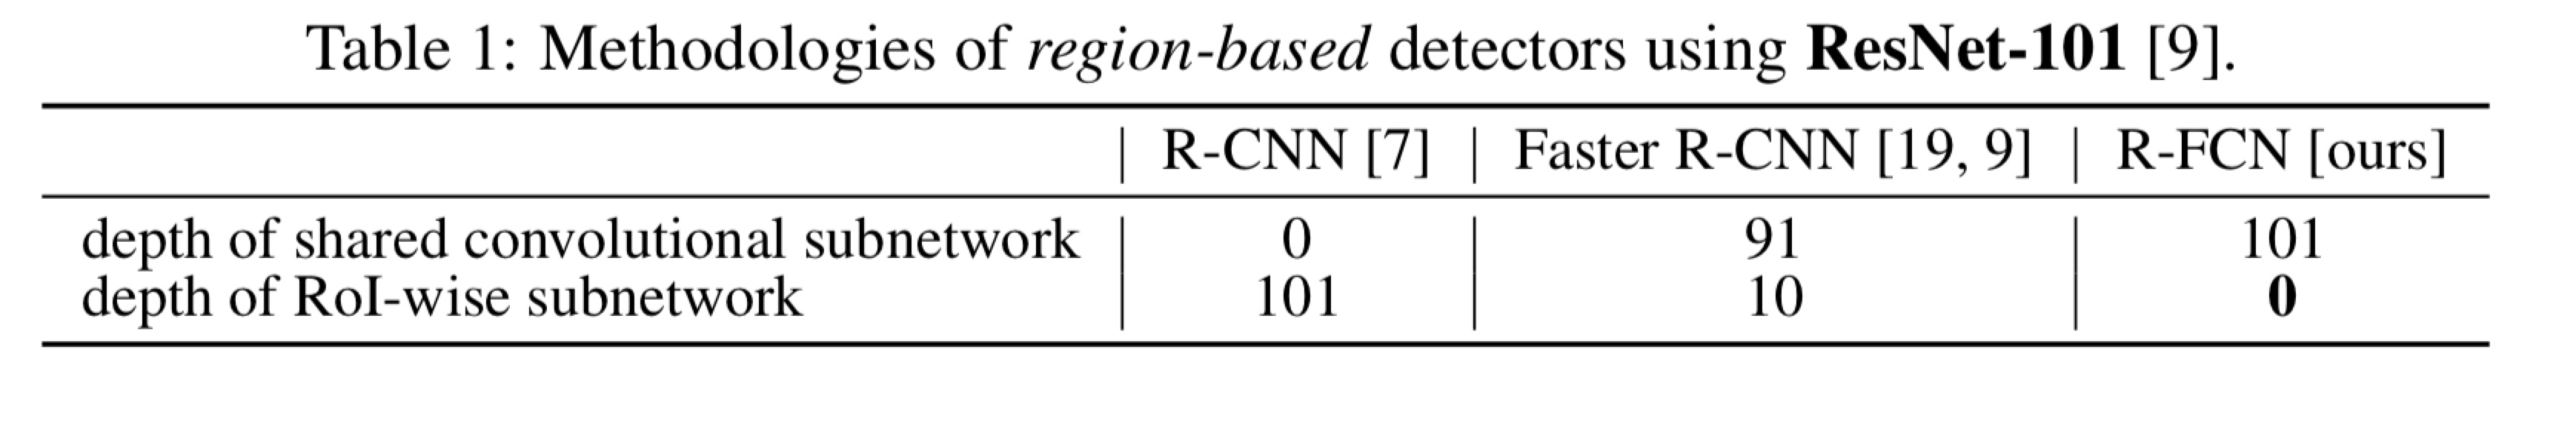 Table 1: Methodologies of region-based detectors using ResNet-101 [9].
| R-CNN [7] | Faster R-CNN [19, 9] | R-FCN [ours]
depth of shared convolutional subnetwork | 0 | 91 | 101
depth of RoI-wise subnetwork | 101 | 10 | 0